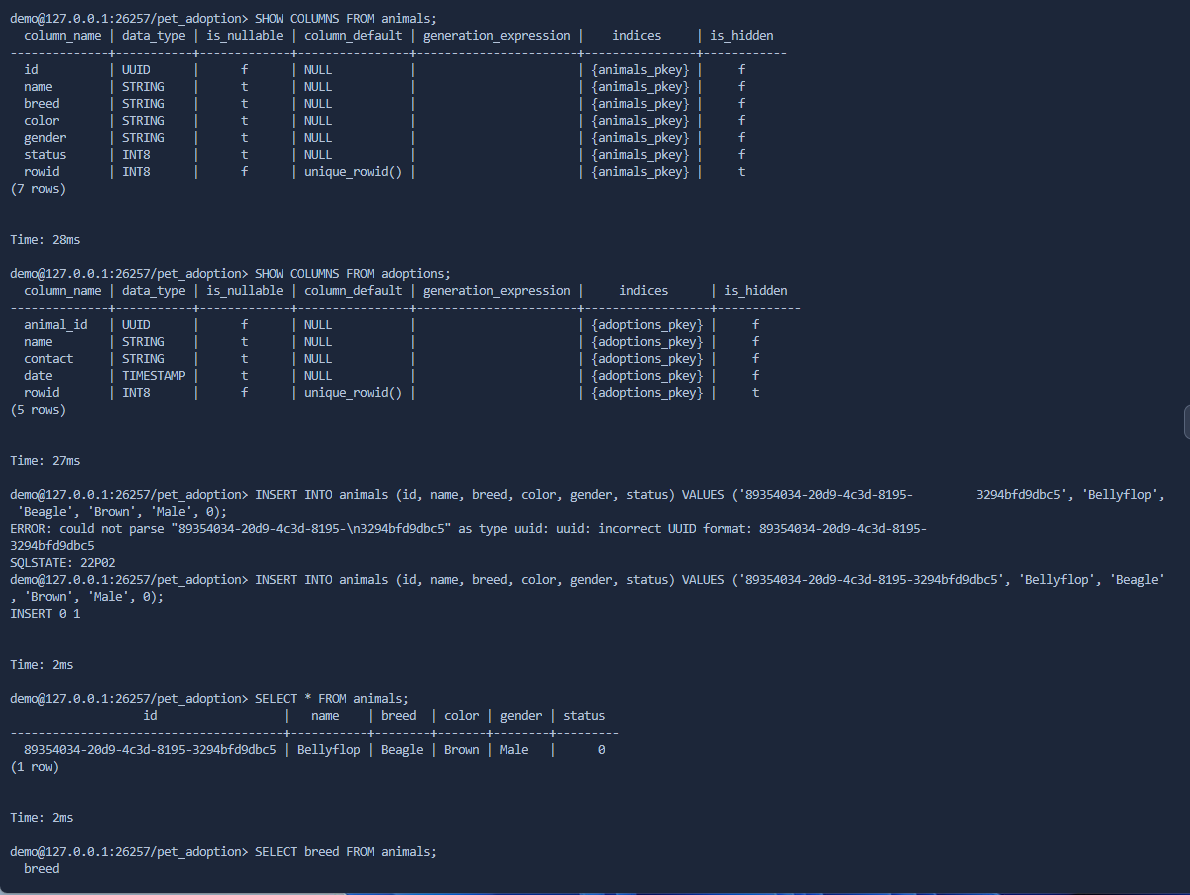 demo@127.0.0.1:26257/pet_adoption> SHOW COLUMNS FROM animals;
  column_name | data_type | is_nullable | column_default | generation_expression |    indices     | is_hidden
--------------+-----------+-------------+----------------+-----------------------+----------------+------------
  id          | UUID      |      f      | NULL           |                       | {animals_pkey} |     f
  name        | STRING    |      t      | NULL           |                       | {animals_pkey} |     f
  breed       | STRING    |      t      | NULL           |                       | {animals_pkey} |     f
  color       | STRING    |      t      | NULL           |                       | {animals_pkey} |     f
  gender      | STRING    |      t      | NULL           |                       | {animals_pkey} |     f
  status      | INT8      |      t      | NULL           |                       | {animals_pkey} |     f
  rowid       | INT8      |      f      | unique_rowid() |                       | {animals_pkey} |     t
(7 rows)
Time: 28ms
demo@127.0.0.1:26257/pet_adoption> SHOW COLUMNS FROM adoptions;
  column_name | data_type | is_nullable | column_default | generation_expression |     indices      | is_hidden
--------------+-----------+-------------+----------------+-----------------------+------------------+------------
  animal_id   | UUID      |      f      | NULL           |                       | {adoptions_pkey} |     f
  name        | STRING    |      t      | NULL           |                       | {adoptions_pkey} |     f
  contact     | STRING    |      t      | NULL           |                       | {adoptions_pkey} |     f
  date        | TIMESTAMP |      t      | NULL           |                       | {adoptions_pkey} |     f
  rowid       | INT8      |      f      | unique_rowid() |                       | {adoptions_pkey} |     t
(5 rows)
Time: 27ms
demo@127.0.0.1:26257/pet_adoption> INSERT INTO animals (id, name, breed, color, gender, status) VALUES ('89354034-20d9-4c3d-8195-         3294bfd9dbc5', 'Bellyflop',
 'Beagle', 'Brown', 'Male', 0);
ERROR: could not parse "89354034-20d9-4c3d-8195-\n3294bfd9dbc5" as type uuid: uuid: incorrect UUID format: 89354034-20d9-4c3d-8195-
3294bfd9dbc5
SQLSTATE: 22P02
demo@127.0.0.1:26257/pet_adoption> INSERT INTO animals (id, name, breed, color, gender, status) VALUES ('89354034-20d9-4c3d-8195-3294bfd9dbc5', 'Bellyflop', 'Beagle'
, 'Brown', 'Male', 0);
INSERT 0 1
Time: 2ms
demo@127.0.0.1:26257/pet_adoption> SELECT * FROM animals;
                   id                   |   name    | breed  | color | gender | status
----------------------------------------+-----------+--------+-------+--------+---------
  89354034-20d9-4c3d-8195-3294bfd9dbc5 | Bellyflop | Beagle | Brown | Male   |      0
(1 row)
Time: 2ms
demo@127.0.0.1:26257/pet_adoption> SELECT breed FROM animals;
  breed